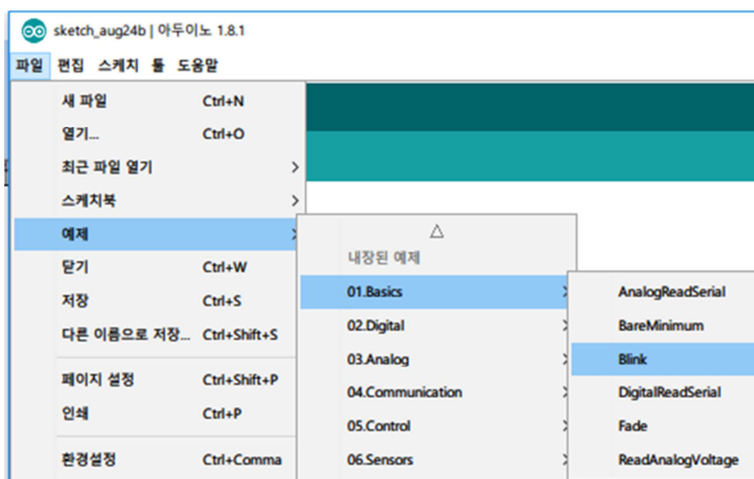 sketch_aug24b | 아두이노 1.8.1
파일 편집 스케치 툴 도움말
새 파일 Ctrl+N
열기... Ctrl+O
최근 파일 열기
스케치북
예제
닫기 Ctrl+W
저장 Ctrl+S
다른 이름으로 저장... Ctrl+Shift+S
페이지 설정 Ctrl+Shift+P
인쇄 Ctrl+P
환경설정 Ctrl+Comma
내장된 예제
01.Basics
02.Digital
03.Analog
04.Communication
05.Control
06.Sensors
AnalogReadSerial
BareMinimum
Blink
DigitalReadSerial
Fade
ReadAnalogVoltage